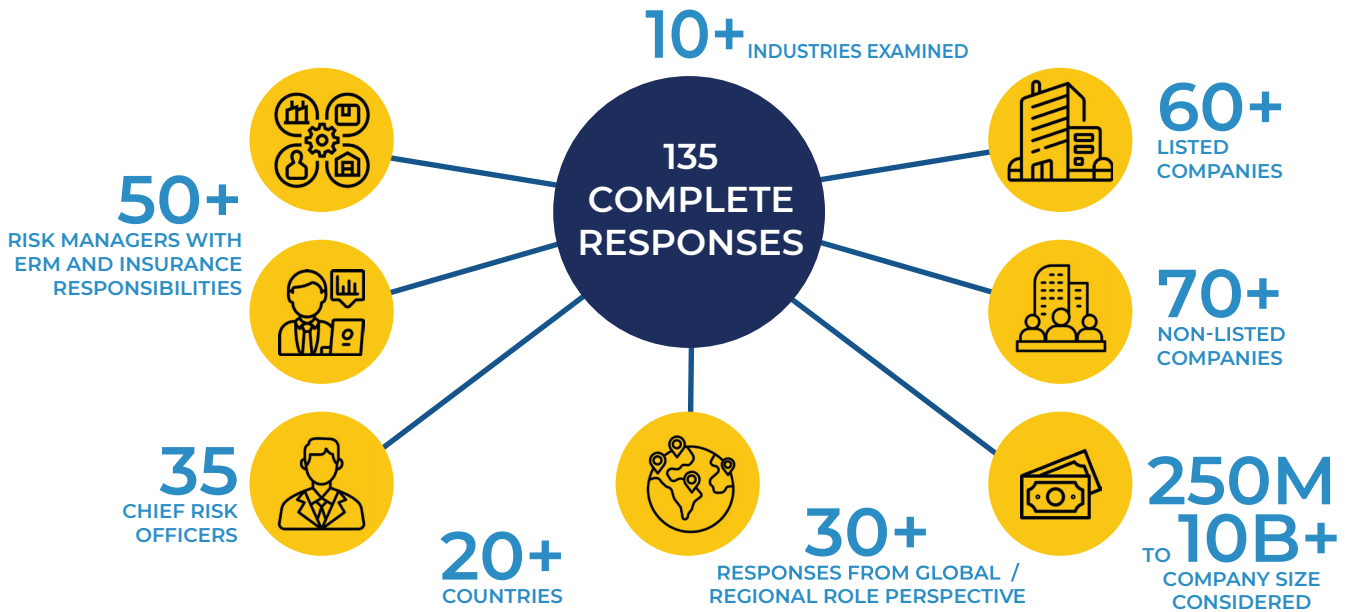 10+ INDUSTRIES EXAMINED
135
COMPLETE
RESPONSES
50+
RISK MANAGERS WITH
ERM AND INSURANCE
RESPONSIBILITIES
35
CHIEF RISK
OFFICERS
20+
COUNTRIES
30+
RESPONSES FROM GLOBAL /
REGIONAL ROLE PERSPECTIVE
60+
LISTED
COMPANIES
70+
NON-LISTED
COMPANIES
250M
TO 10B+
COMPANY SIZE
CONSIDERED